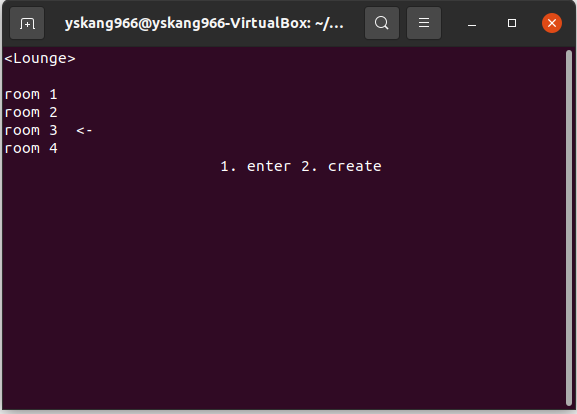 yskang966@yskang966-VirtualBox: ~/...
<Lounge>
room 1
room 2
room 3  <-
room 4
1. enter 2. create